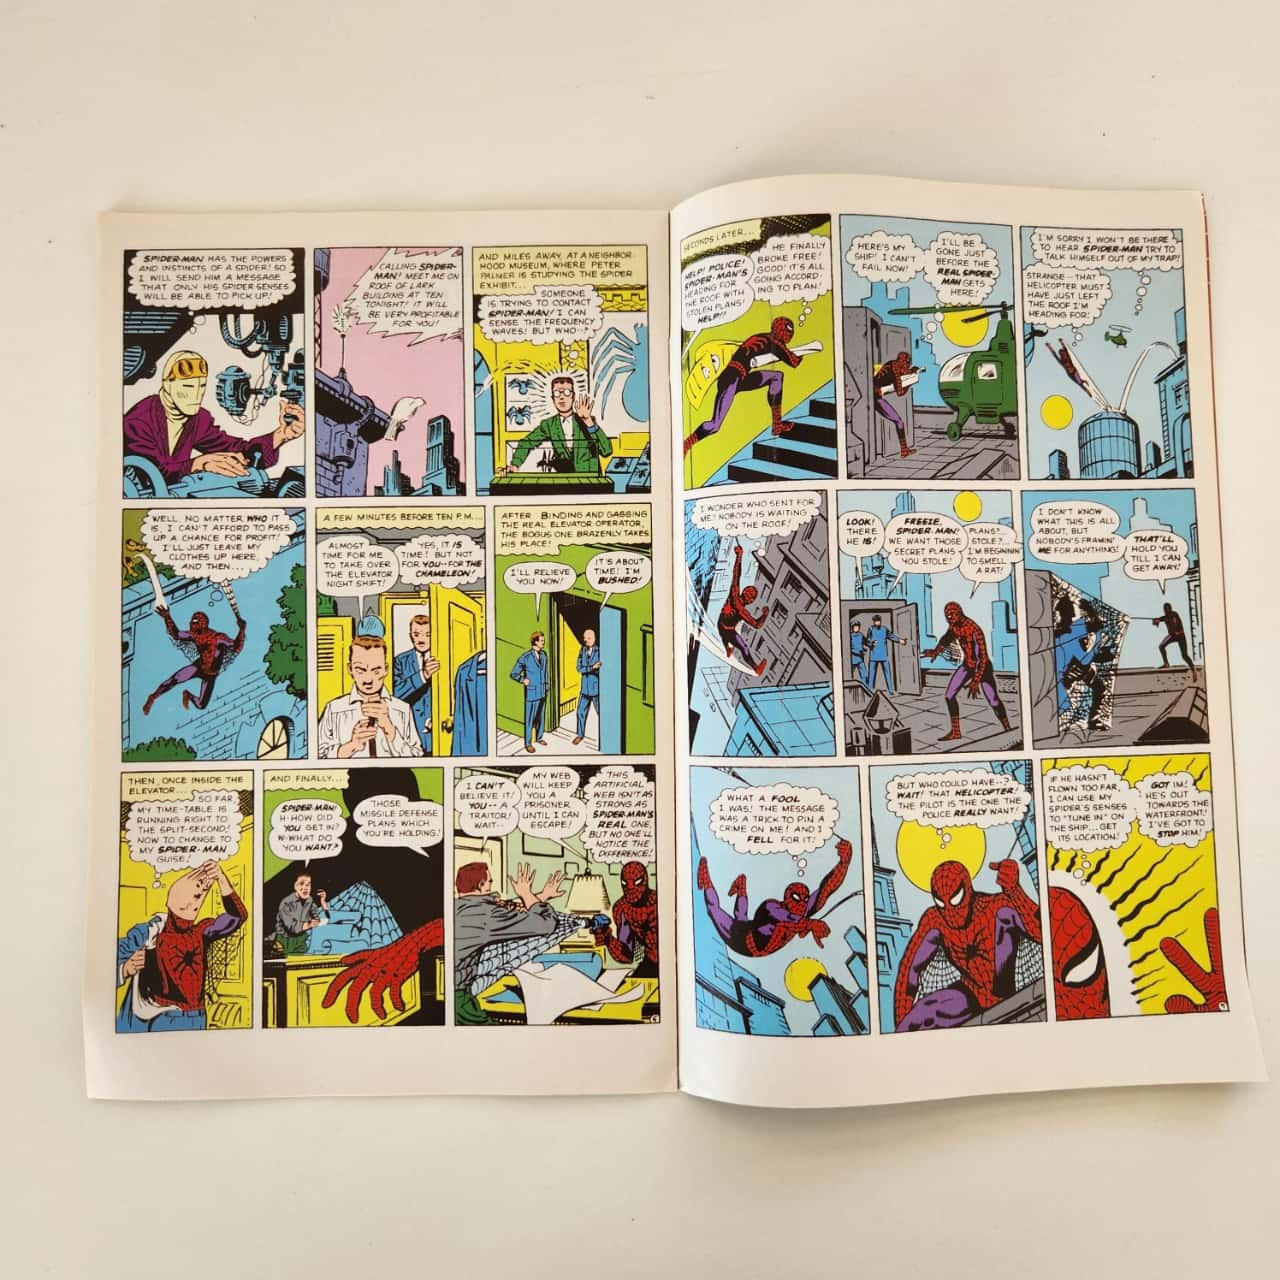 SPIDER-MAN HAS THE POWERS
AND INSTINCTS OF A SPIDER! SO
I WILL SEND HIM A MESSAGE
THAT ONLY HIS SPIDER SENSES
WILL BE ABLE TO PICK UP!
CALLING SPIDER-
MAN! MEET ME ON
ROOF OF LARK
BUILDING AT TEN
TONIGHT! IT WILL
BE VERY PROFITABLE
FOR YOU!
AND MILES AWAY, AT A NEIGHBOR-
HOOD MUSEUM, WHERE PETER
PALMER IS STUDYING THE SPIDER
EXHIBIT...
SOMEONE
IS TRYING TO CONTACT
SPIDER-MAN! I CAN
SENSE THE FREQUENCY
WAVES! BUT WHO--?
WELL, NO MATTER WHO IT
IS, I CAN'T AFFORD TO PASS
UP A CHANCE FOR PROFIT!
I'LL JUST LEAVE MY
CLOTHES UP HERE,
AND THEN...
A FEW MINUTES BEFORE TEN P.M....
ALMOST
TIME FOR ME
TO TAKE OVER
THE ELEVATOR
NIGHT SHIFT!
YES, IT IS
TIME! BUT NOT
FOR YOU--FOR THE
CHAMELEON!
AFTER BINDING AND GAGGING
THE REAL ELEVATOR OPERATOR,
THE BOGUS ONE BRAZENLY TAKES
HIS PLACE!
I'LL RELIEVE
YOU NOW!
IT'S ABOUT
TIME! I'M
BUSHED!
THEN, ONCE INSIDE THE
ELEVATOR...
SO FAR,
MY TIME-TABLE IS
RUNNING RIGHT TO
THE SPLIT-SECOND!
NOW TO CHANGE TO
MY SPIDER-MAN
GUISE!
AND FINALLY...
SPIDER-MAN!
H-HOW DID
YOU GET IN?
W-WHAT DO
YOU WANT?
THOSE
MISSILE DEFENSE
PLANS WHICH
YOU'RE HOLDING!
I CAN'T
BELIEVE IT!
YOU--A
TRAITOR!
WAIT--
MY WEB
WILL KEEP
YOU A
PRISONER
UNTIL I CAN
ESCAPE!
THIS
ARTIFICIAL
WEB ISN'T AS
STRONG AS
SPIDER-MAN'S
REAL ONE,
BUT NO ONE'LL
NOTICE THE
DIFFERENCE!
6
SECONDS LATER...
HELP! POLICE!
SPIDER-MAN'S
HEADING FOR
THE ROOF WITH
STOLEN PLANS!
HELP!!
HE FINALLY
BROKE FREE!
GOOD! IT'S ALL
GOING ACCORD-
ING TO PLAN!
HERE'S MY
SHIP! I CAN'T
FAIL NOW!
I'LL BE
GONE JUST
BEFORE THE
REAL SPIDER-
MAN GETS
HERE!
I'M SORRY I WON'T BE THERE
TO HEAR SPIDER-MAN TRY TO
TALK HIMSELF OUT OF MY TRAP!
STRANGE--THAT
HELICOPTER MUST
HAVE JUST LEFT
THE ROOF I'M
HEADING FOR!
I WONDER WHO SENT FOR
ME? NOBODY IS WAITING
ON THE ROOF!
LOOK!
THERE
HE IS!
FREEZE,
SPIDER-MAN!
WE WANT THOSE
SECRET PLANS
YOU STOLE!
PLANS?
STOLE?...
I'M BEGINNIN'
TO SMELL
A RAT!
I DON'T KNOW
WHAT THIS IS ALL
ABOUT, BUT
NOBODY'S FRAMIN'
ME FOR ANYTHING!
THAT'LL
HOLD YOU
TILL I CAN
GET AWAY!
WHAT A FOOL
I WAS! THE MESSAGE
WAS A TRICK TO PIN A
CRIME ON ME! AND I
FELL FOR IT!
BUT WHO COULD HAVE--?
WAIT! THAT HELICOPTER!
THE PILOT IS THE ONE THE
POLICE REALLY WANT!
IF HE HASN'T
FLOWN TOO FAR,
I CAN USE MY
SPIDER'S SENSES
TO "TUNE IN" ON
THE SHIP... GET
ITS LOCATION!
GOT IM!
HE'S OUT
TOWARDS THE
WATERFRONT!
I'VE GOT TO
STOP HIM!
7